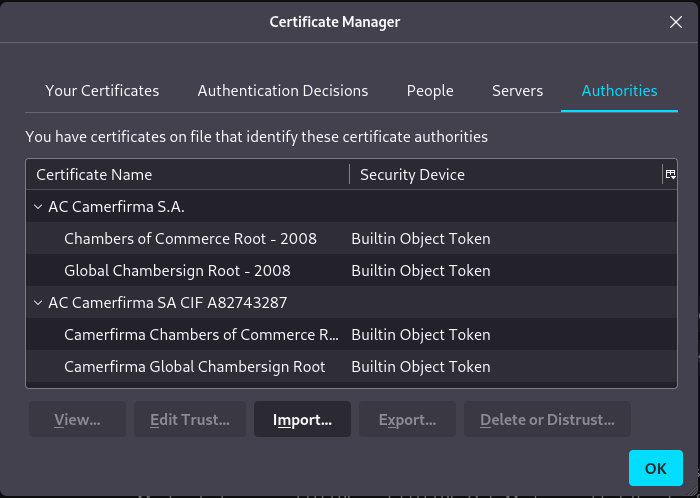 Certificate Manager
Your Certificates Authentication Decisions People Servers Authorities
You have certificates on file that identify these certificate authorities
Certificate Name Security Device
AC Camerfirma S.A.
Chambers of Commerce Root - 2008 Builtin Object Token
Global Chambersign Root - 2008 Builtin Object Token
AC Camerfirma SA CIF A82743287
Camerfirma Chambers of Commerce R... Builtin Object Token
Camerfirma Global Chambersign Root Builtin Object Token
View... Edit Trust... Import... Export... Delete or Distrust...
OK